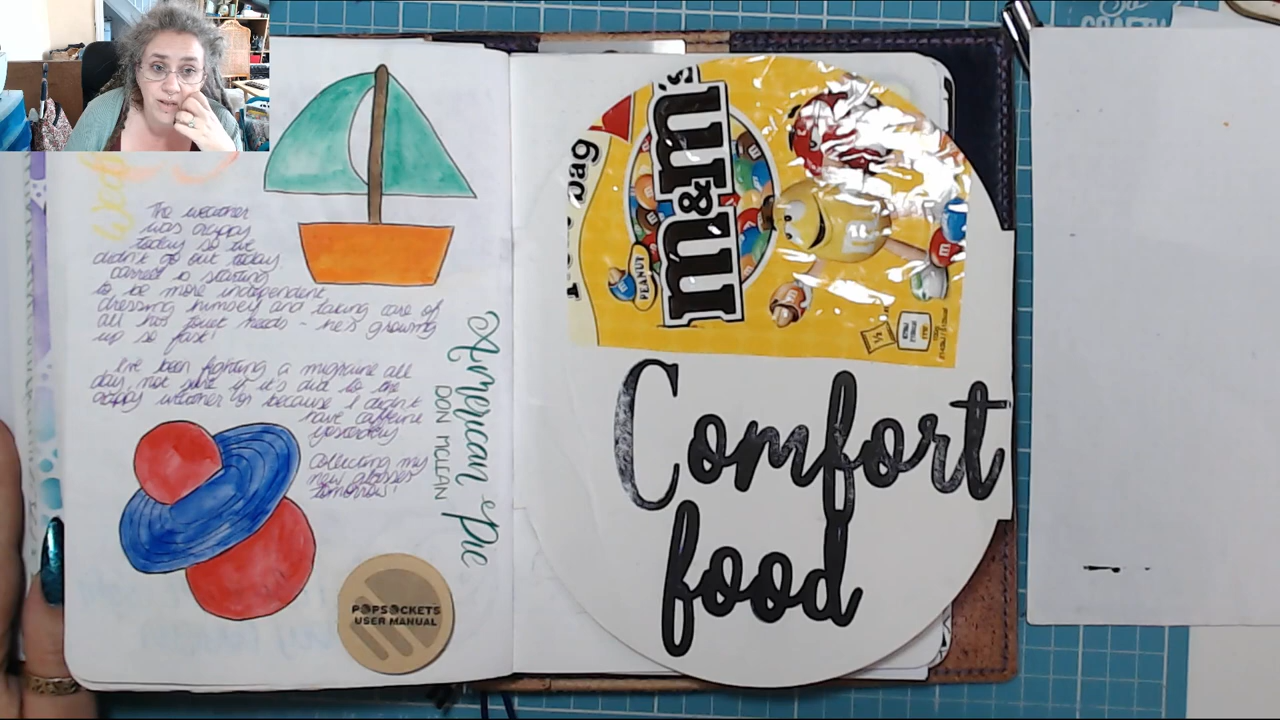 The weather
was crappy
today so we
didn't go out today.
is starting
to be more independent
dressing himself and taking care of
all his toilet needs - he's growing
up so fast!
I've been fighting a migraine all
day, not sure if it's due to the
crappy weather or because I didn't
have caffeine
yesterday
Collecting my
new glasses
tomorrow!
American Pie
DON MCLEAN
POPSOCKETS
USER MANUAL
bag
m&m's
PEANUT
Comfort
food
CRAFTY